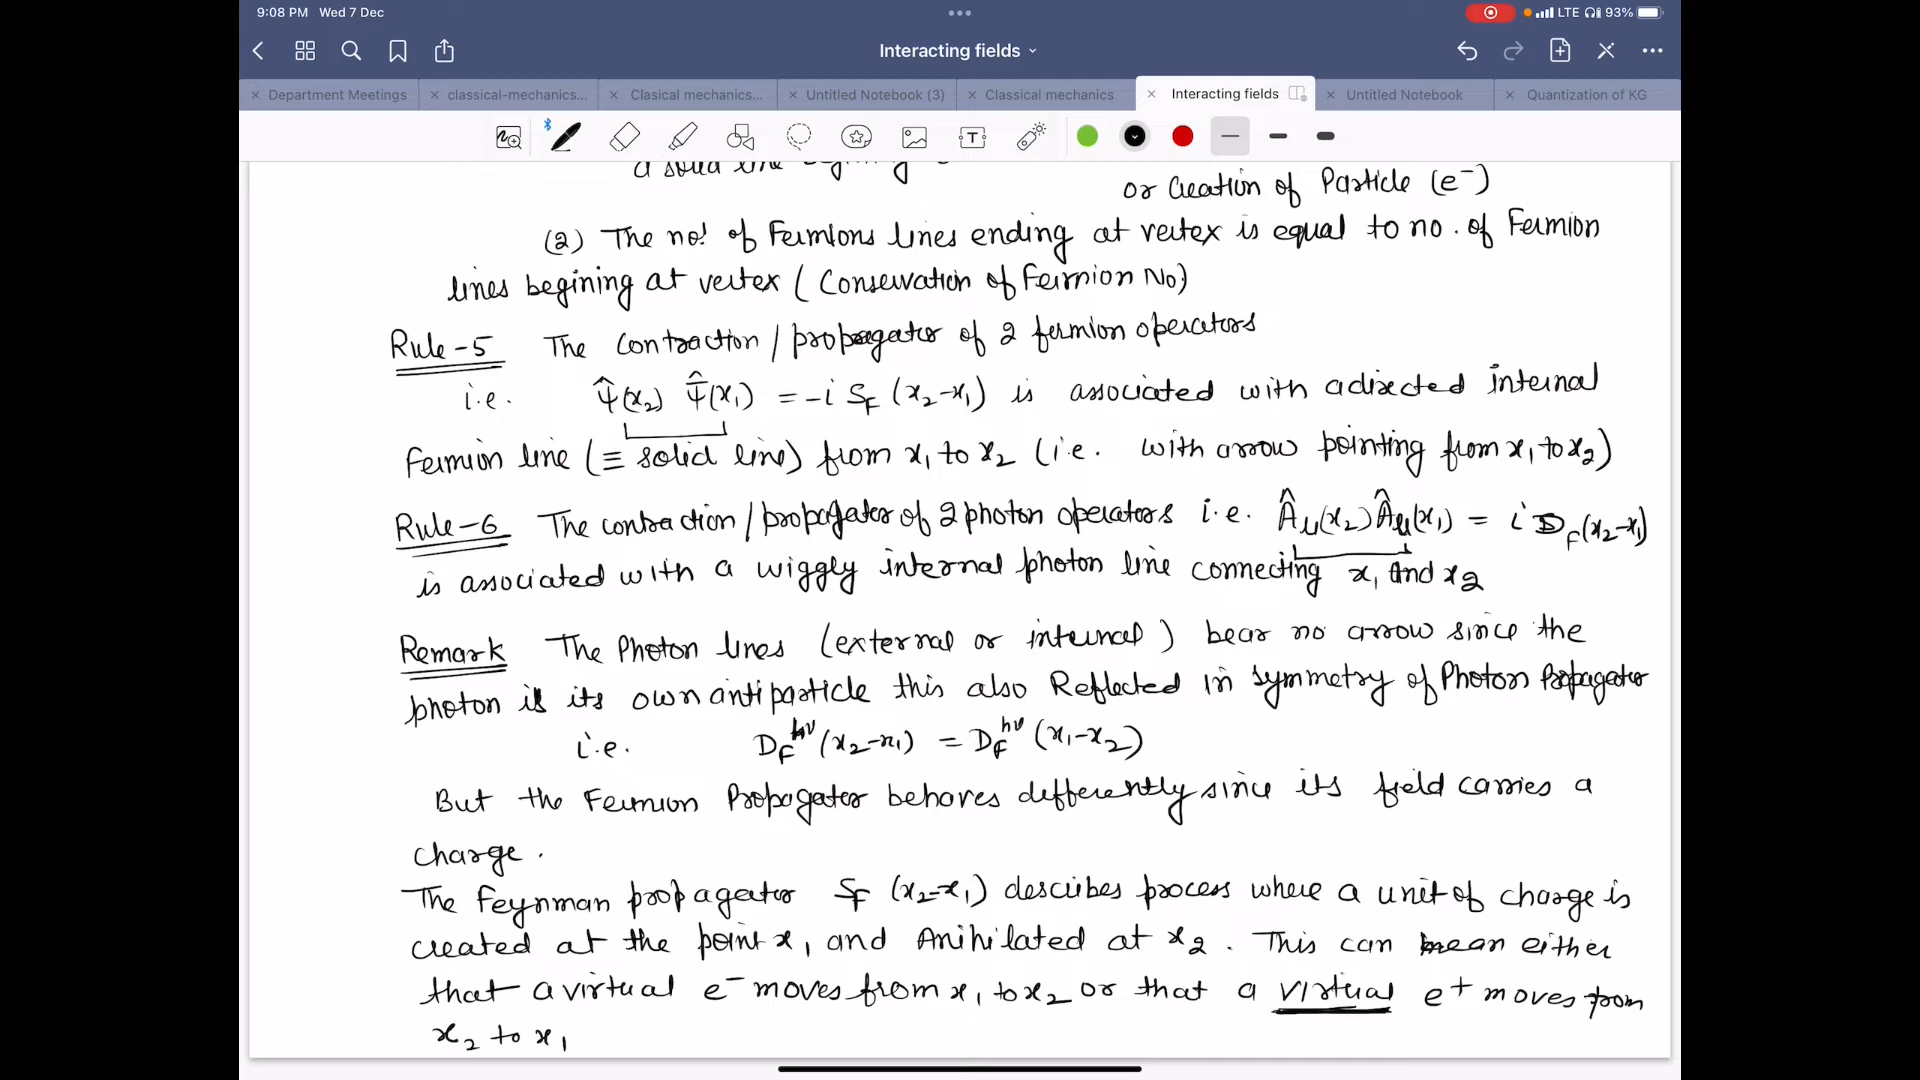 9:08 PM Wed 7 Dec
LTE 93%
Interacting fields
Department Meetings
classical-mechanics...
Clasical mechanics...
Untitled Notebook (3)
Classical mechanics
Interacting fields
Untitled Notebook
Quantization of KG
a solid line begining
or creation of Particle (e⁻)
(2) The no! of Fermions lines ending at vertex is equal to no. of Fermion
lines begining at vertex (Conservation of Fermion No)
Rule-5 The contraction / propagator of 2 fermion operators
i.e. Ψ̂(x₂) Ψ̄̂(x₁) = -i S_F (x₂-x₁) is associated with a directed internal
Fermion line (≡ solid line) from x₁ to x₂ (i.e. with arrow pointing from x₁ to x₂)
Rule-6 The contraction / propagator of 2 photon operators i.e. Â_μ(x₂) Â_μ(x₁) = i D_F(x₂-x₁)
is associated with a wiggly internal photon line connecting x₁ and x₂
Remark The Photon lines (external or internal) bear no arrow since the
photon is its own antiparticle this also Reflected in symmetry of Photon Propagator
i.e. D_F^{μν} (x₂-x₁) = D_F^{μν} (x₁-x₂)
But the Fermion Propagator behaves differently since its field carries a
charge.
The Feynman propagator S_F (x₂-x₁) describes process where a unit of charge is
created at the point x₁ and Anihilated at x₂. This can mean either
that a virtual e⁻ moves from x₁ to x₂ or that a virtual e⁺ moves from
x₂ to x₁